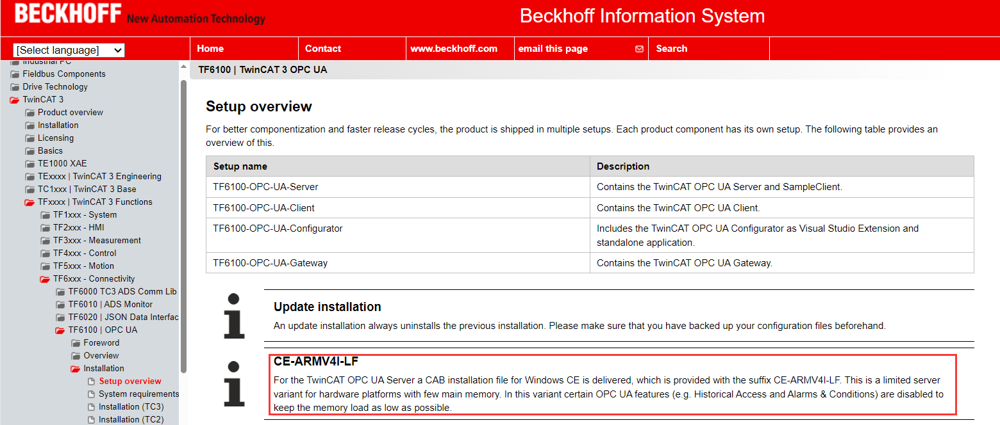 BECKHOFF New Automation Technology
Beckhoff Information System
[Select language]
Home
Contact
www.beckhoff.com
email this page
Search
Industrial PC
Fieldbus Components
Drive Technology
TwinCAT 3
Product overview
Installation
Licensing
Basics
TE1000 XAE
TExxxx | TwinCAT 3 Engineering
TC1xxx | TwinCAT 3 Base
TFxxxx | TwinCAT 3 Functions
TF1xxx - System
TF2xxx - HMI
TF3xxx - Measurement
TF4xxx - Control
TF5xxx - Motion
TF6xxx - Connectivity
TF6000 TC3 ADS Comm Lib
TF6010 | ADS Monitor
TF6020 | JSON Data Interfac
TF6100 | OPC UA
Foreword
Overview
Installation
Setup overview
System requirements
Installation (TC3)
Installation (TC2)
TF6100 | TwinCAT 3 OPC UA
Setup overview
For better componentization and faster release cycles, the product is shipped in multiple setups. Each product component has its own setup. The following table provides an
overview of this.
Setup name
Description
TF6100-OPC-UA-Server
Contains the TwinCAT OPC UA Server and SampleClient.
TF6100-OPC-UA-Client
Contains the TwinCAT OPC UA Client.
TF6100-OPC-UA-Configurator
Includes the TwinCAT OPC UA Configurator as Visual Studio Extension and
standalone application.
TF6100-OPC-UA-Gateway
Contains the TwinCAT OPC UA Gateway.
Update installation
An update installation always uninstalls the previous installation. Please make sure that you have backed up your configuration files beforehand.
CE-ARMV4I-LF
For the TwinCAT OPC UA Server a CAB installation file for Windows CE is delivered, which is provided with the suffix CE-ARMV4I-LF. This is a limited server
variant for hardware platforms with few main memory. In this variant certain OPC UA features (e.g. Historical Access and Alarms & Conditions) are disabled to
keep the memory load as low as possible.